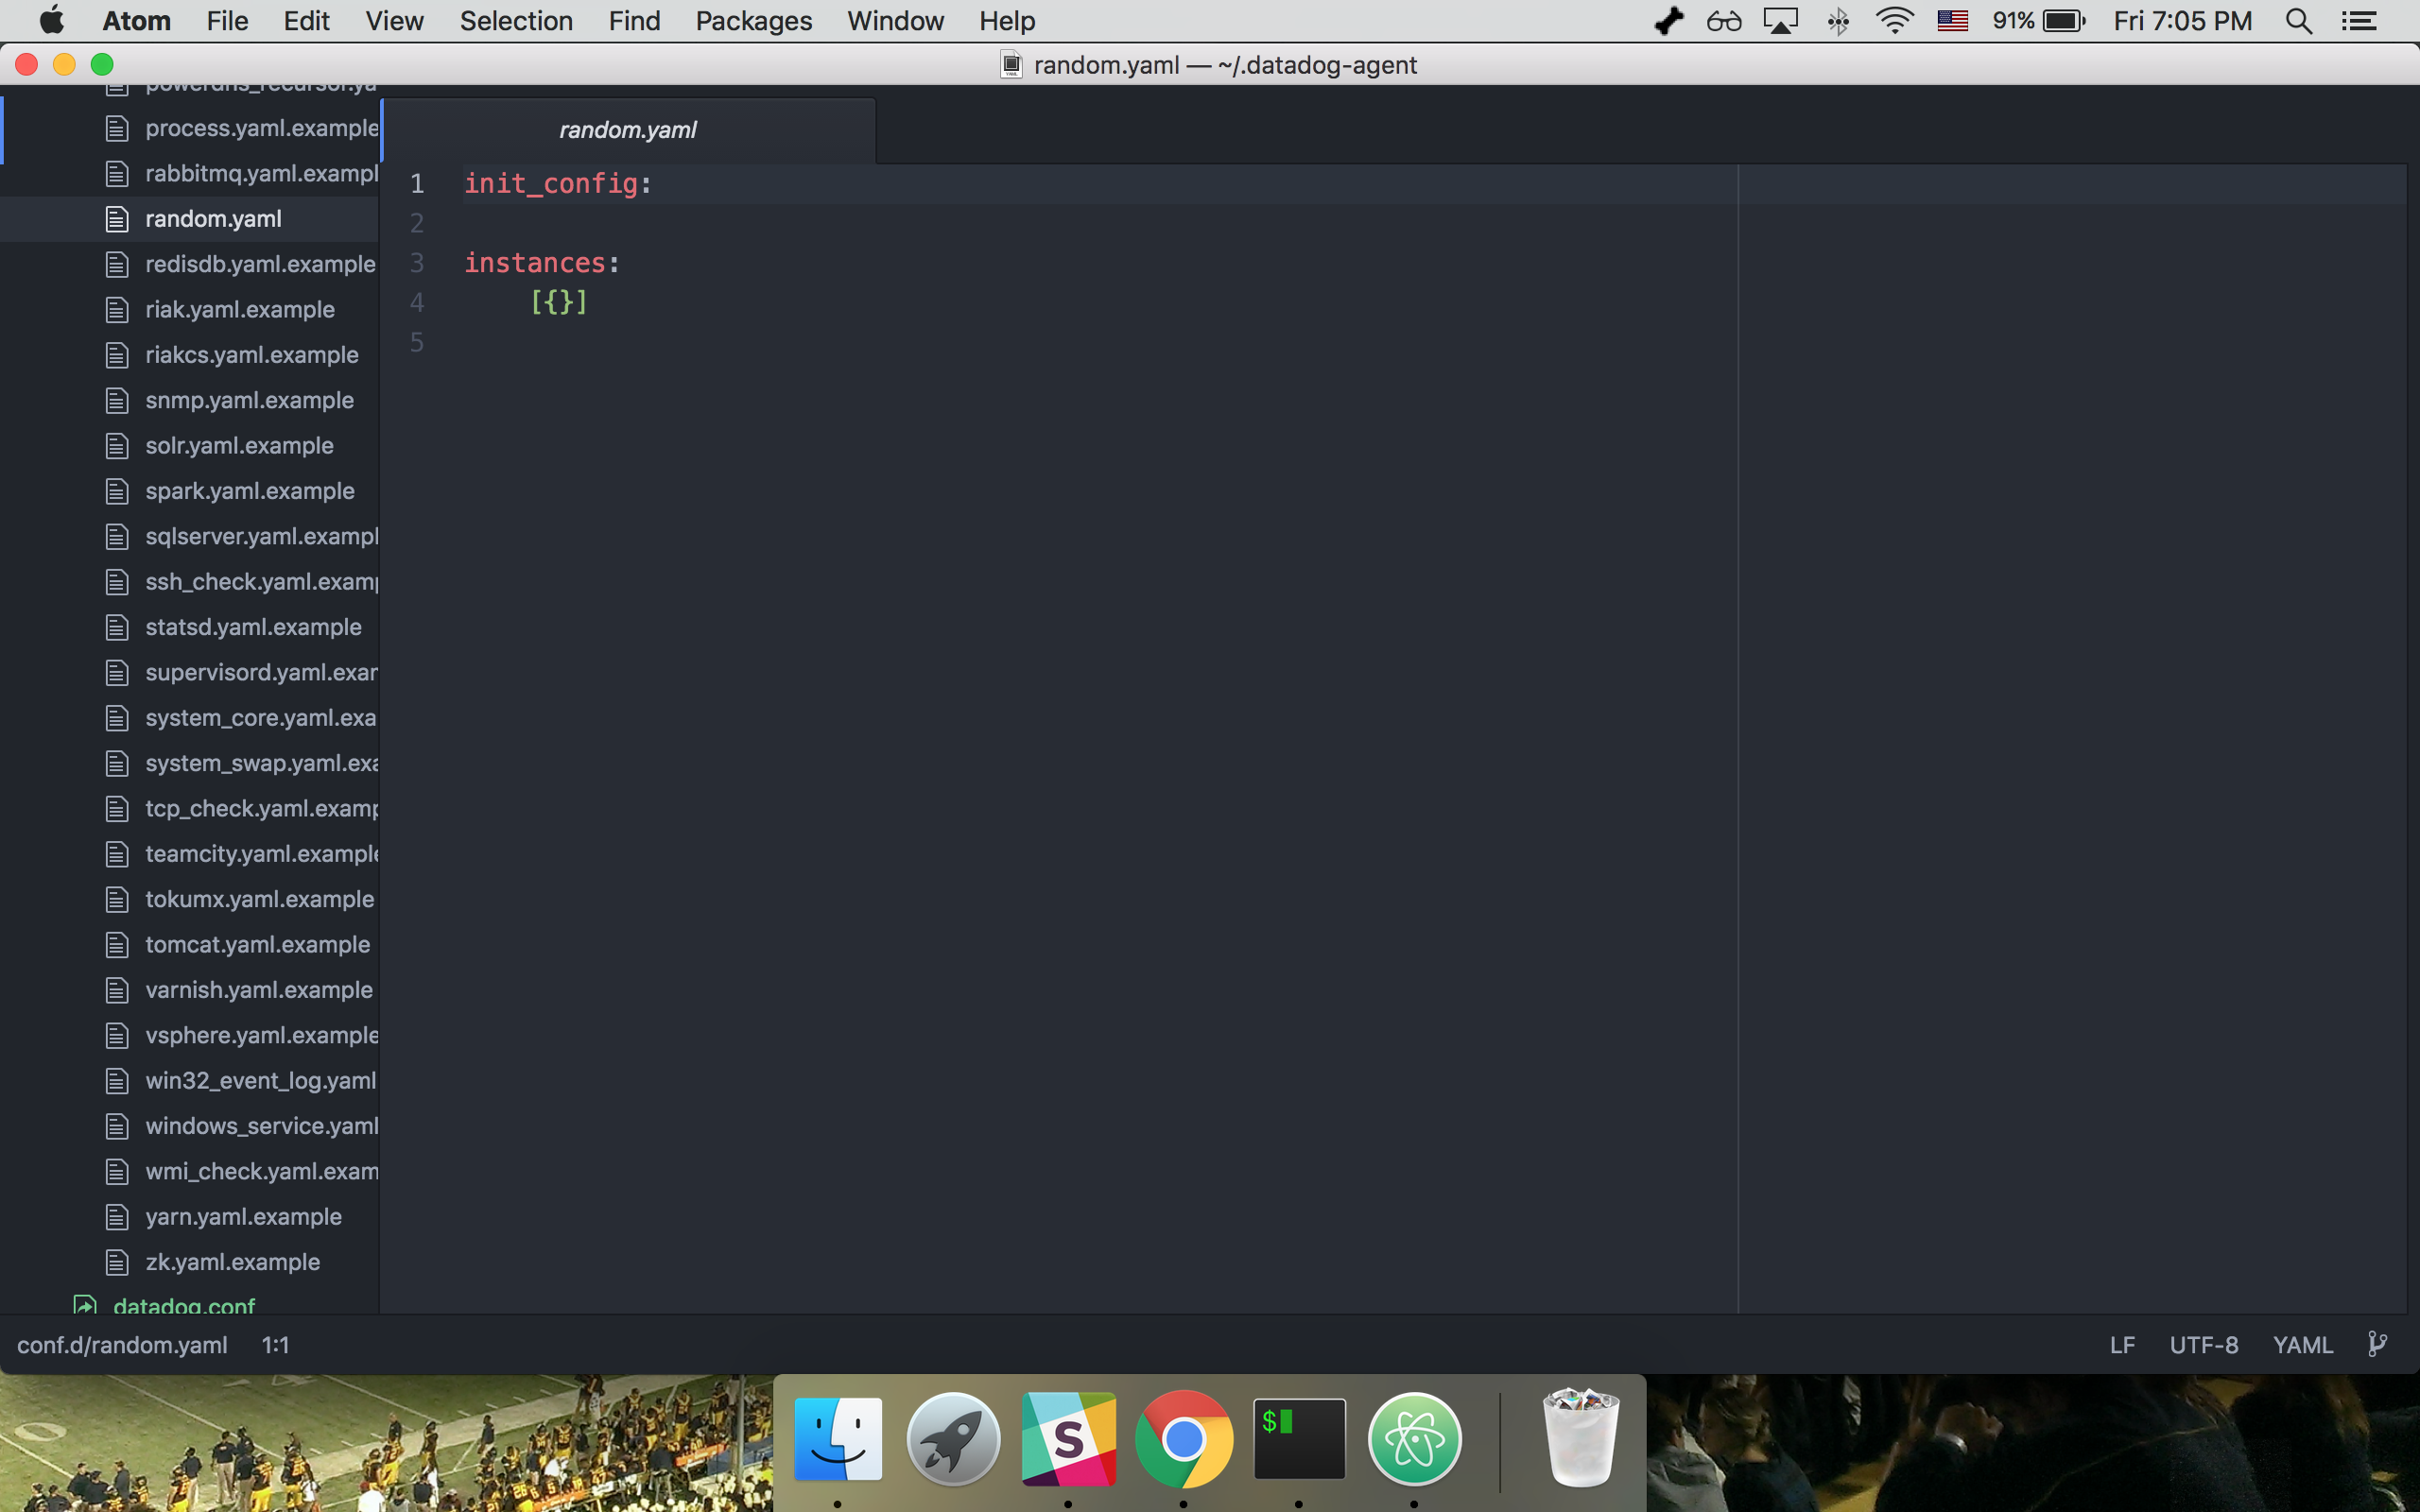 Atom File Edit View Selection Find Packages Window Help 91% Fri 7:05 PM
random.yaml — ~/.datadog-agent
powerdns_recursor.ya
process.yaml.example
rabbitmq.yaml.exampl
random.yaml
redisdb.yaml.example
riak.yaml.example
riakcs.yaml.example
snmp.yaml.example
solr.yaml.example
spark.yaml.example
sqlserver.yaml.exampl
ssh_check.yaml.examp
statsd.yaml.example
supervisord.yaml.exar
system_core.yaml.exa
system_swap.yaml.exa
tcp_check.yaml.examp
teamcity.yaml.example
tokumx.yaml.example
tomcat.yaml.example
varnish.yaml.example
vsphere.yaml.example
win32_event_log.yaml
windows_service.yaml
wmi_check.yaml.exam
yarn.yaml.example
zk.yaml.example
datadog.conf
random.yaml
1 init_config:
2
3 instances:
4 [{}]
5
conf.d/random.yaml 1:1 LF UTF-8 YAML
S
$